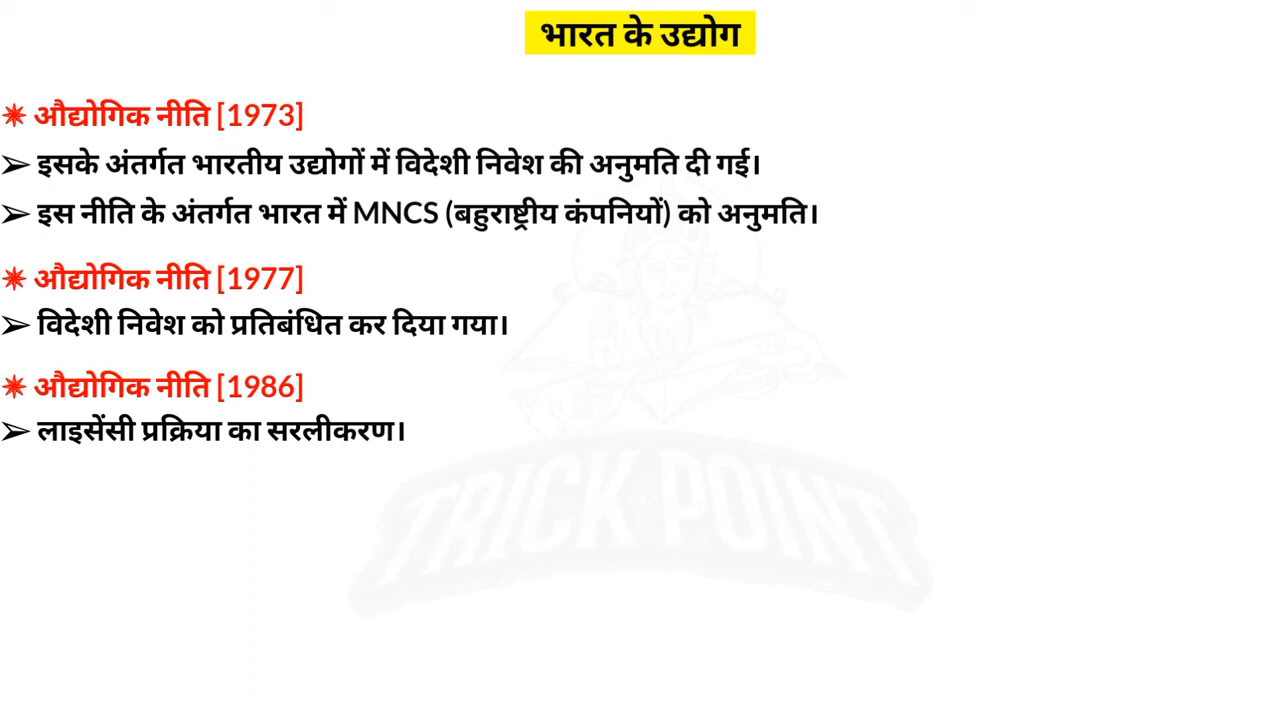 भारत के उद्योग
✷ औद्योगिक नीति [1973]
➢ इसके अंतर्गत भारतीय उद्योगों में विदेशी निवेश की अनुमति दी गई।
➢ इस नीति के अंतर्गत भारत में MNCS (बहुराष्ट्रीय कंपनियों) को अनुमति।
✷ औद्योगिक नीति [1977]
➢ विदेशी निवेश को प्रतिबंधित कर दिया गया।
✷ औद्योगिक नीति [1986]
➢ लाइसेंसी प्रक्रिया का सरलीकरण।
TRICK POINT